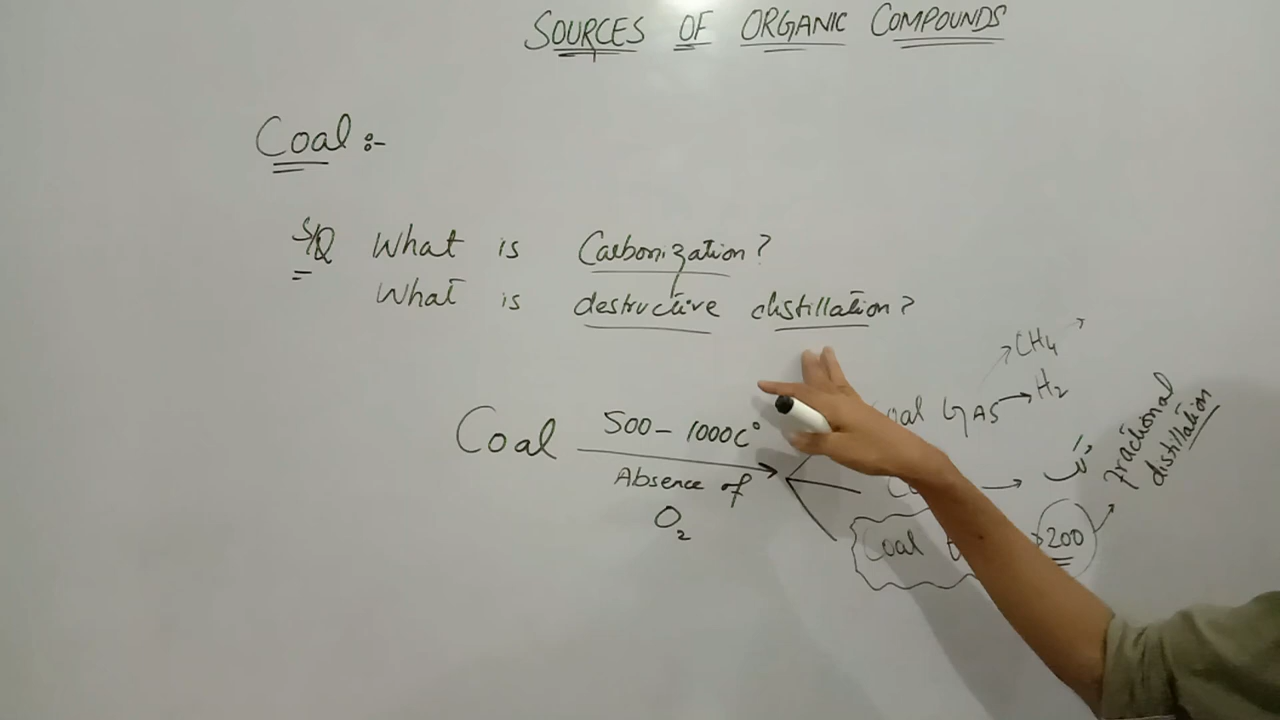 SOURCES OF ORGANIC COMPOUNDS
Coal :-
S/Q What is Carbonization?
What is destructive distillation?
Coal 500 - 1000C°
Absence of
O2
Coal GAS
CH4
H2
Coal
200
Fractional
distillation